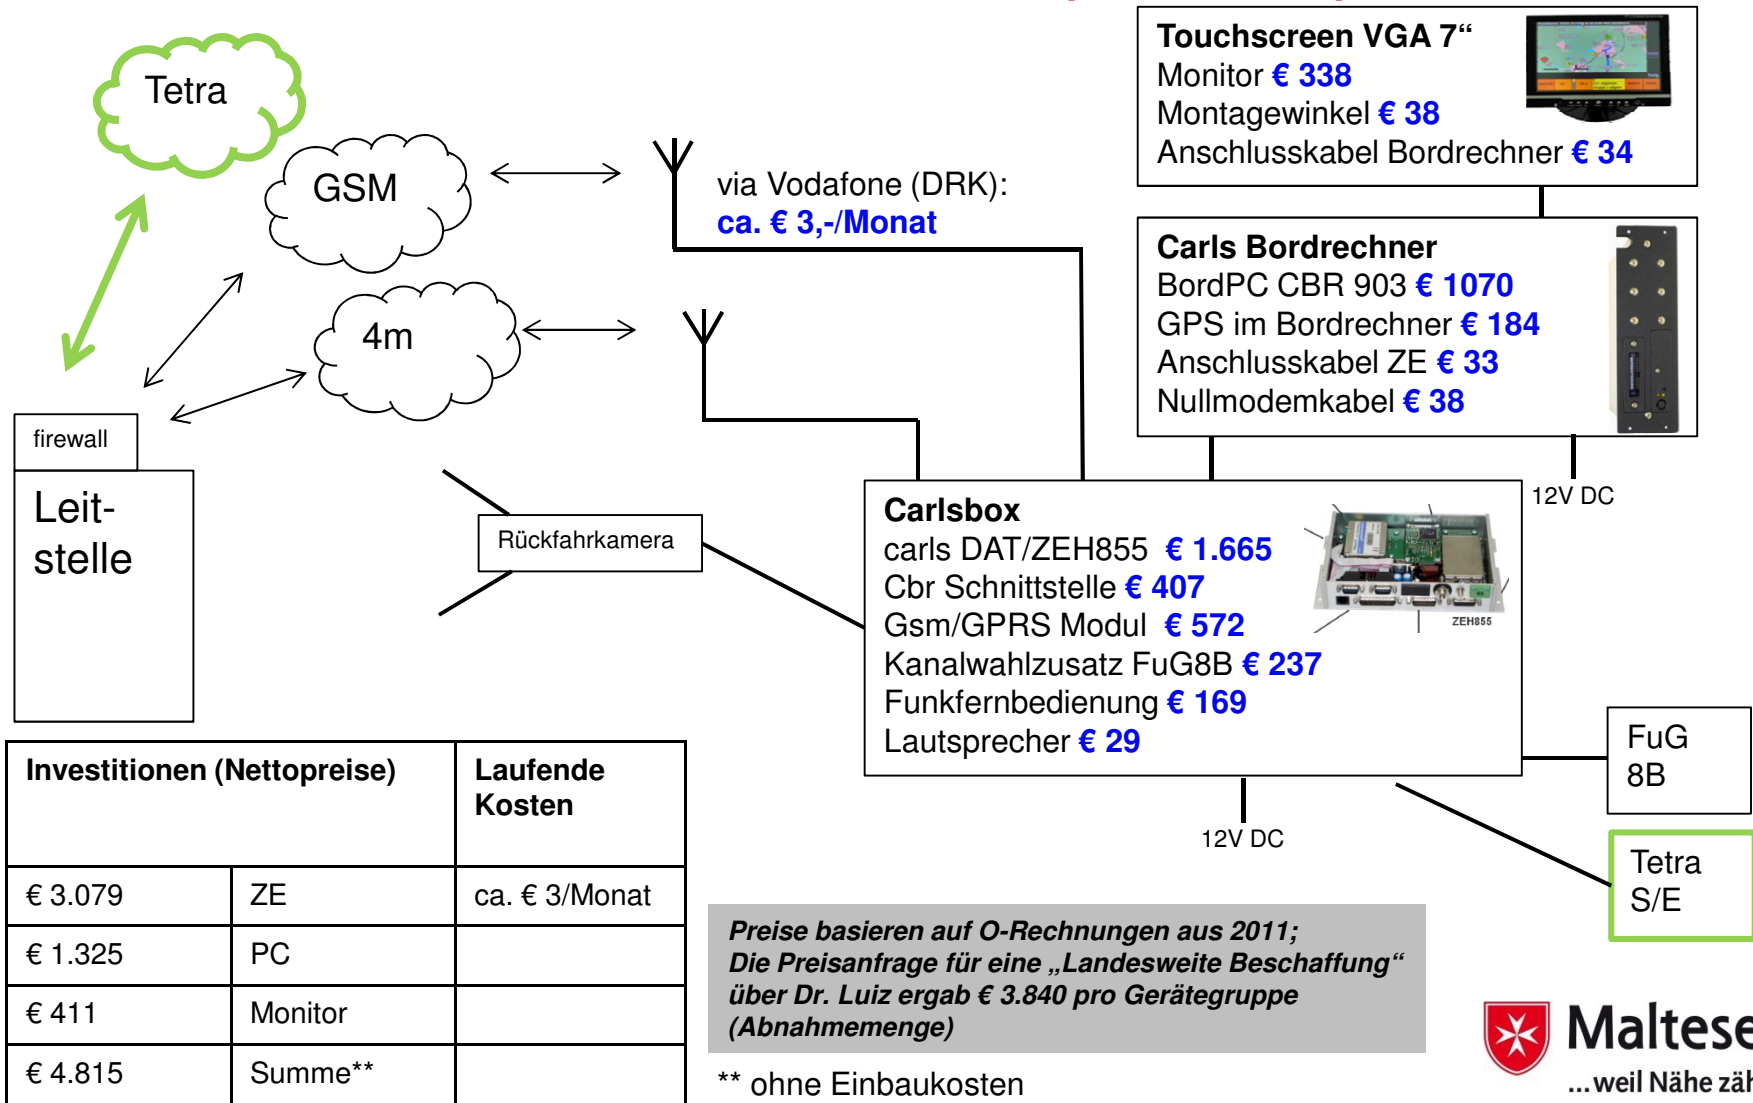 Tetra
GSM
4m
firewall
Leit-
stelle
via Vodafone (DRK):
ca. € 3,-/Monat
Touchscreen VGA 7“
Monitor € 338
Montagewinkel € 38
Anschlusskabel Bordrechner € 34
Carls Bordrechner
BordPC CBR 903 € 1070
GPS im Bordrechner € 184
Anschlusskabel ZE € 33
Nullmodemkabel € 38
12V DC
Rückfahrkamera
Carlsbox
carls DAT/ZEH855 € 1.665
Cbr Schnittstelle € 407
Gsm/GPRS Modul € 572
Kanalwahlzusatz FuG8B € 237
Funkfernbedienung € 169
Lautsprecher € 29
ZEH855
12V DC
FuG
8B
Tetra
S/E
Investitionen (Nettopreise) Laufende
Kosten
€ 3.079 ZE ca. € 3/Monat
€ 1.325 PC
€ 411 Monitor
€ 4.815 Summe**
Preise basieren auf O-Rechnungen aus 2011;
Die Preisanfrage für eine „Landesweite Beschaffung“
über Dr. Luiz ergab € 3.840 pro Gerätegruppe
(Abnahmemenge)
** ohne Einbaukosten
Maltese
...weil Nähe zäh